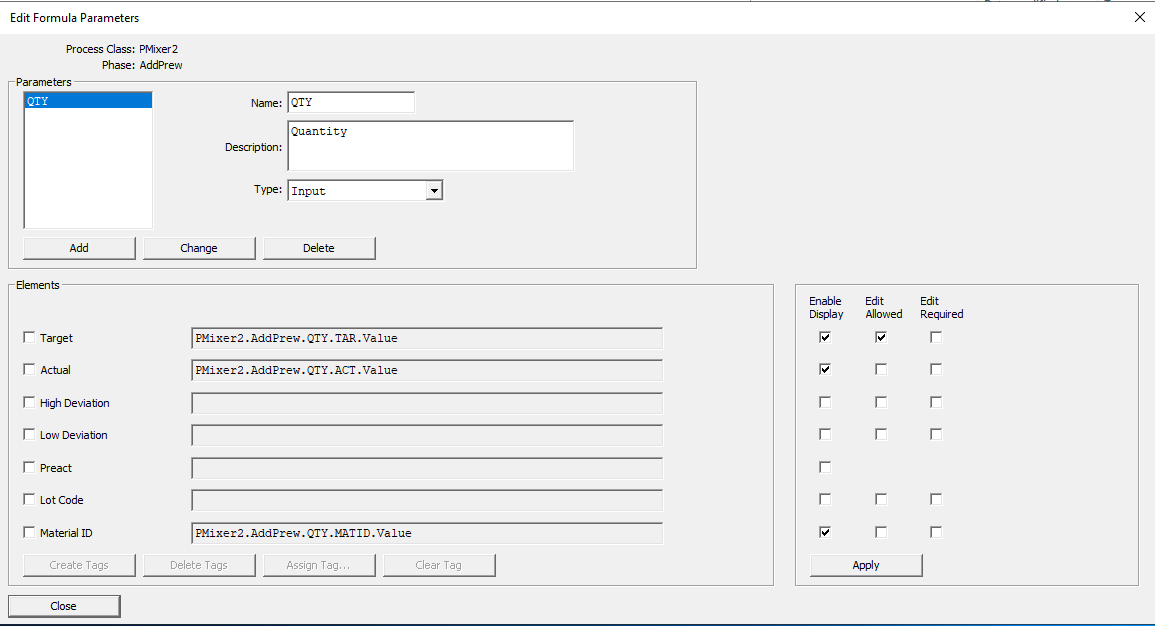 Edit Formula Parameters
Process Class: PMixer2
Phase: AddPrew
Parameters
QTY
Name: QTY
Description: Quantity
Type: Input
Add Change Delete
Elements
Enable Display Edit Allowed Edit Required
Target PMixer2.AddPrew.QTY.TAR.Value
Actual PMixer2.AddPrew.QTY.ACT.Value
High Deviation
Low Deviation
Preact
Lot Code
Material ID PMixer2.AddPrew.QTY.MATID.Value
Create Tags Delete Tags Assign Tag... Clear Tag
Apply
Close